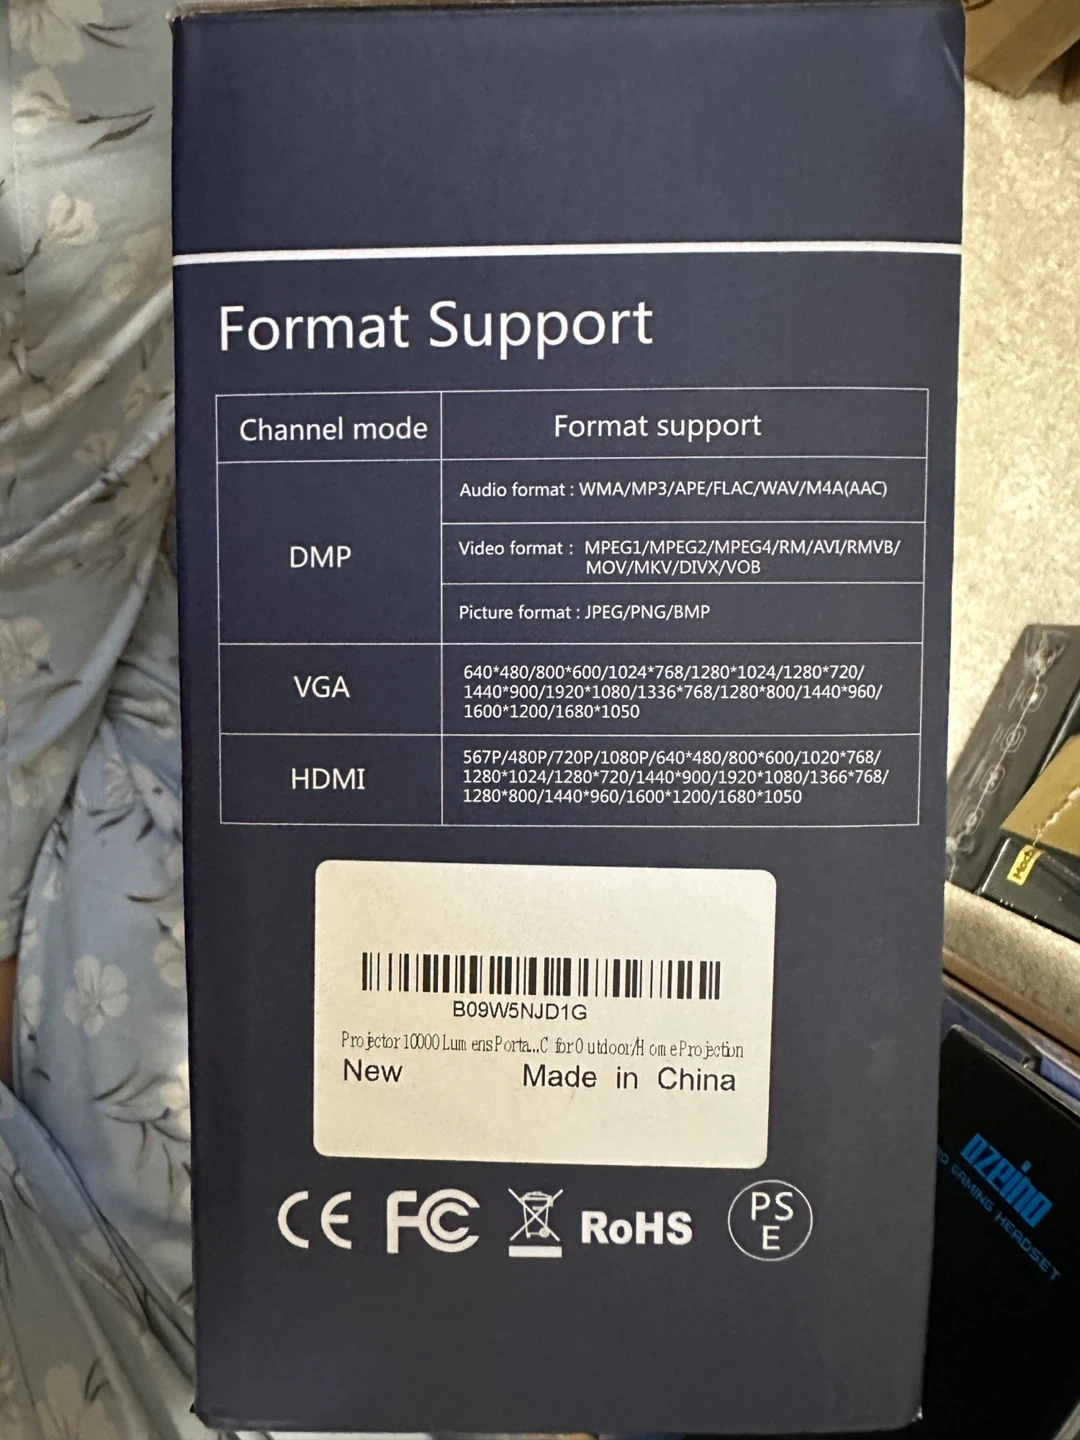 Format Support
Channel mode
Format support
DMP
Audio format : WMA/MP3/APE/FLAC/WAV/M4A(AAC)
Video format : MPEG1/MPEG2/MPEG4/RM/AVI/RMVB/
MOV/MKV/DIVX/VOB
Picture format : JPEG/PNG/BMP
VGA
640*480/800*600/1024*768/1280*1024/1280*720/
1440*900/1920*1080/1336*768/1280*800/1440*960/
1600*1200/1680*1050
HDMI
567P/480P/720P/1080P/640*480/800*600/1020*768/
1280*1024/1280*720/1440*900/1920*1080/1366*768/
1280*800/1440*960/1600*1200/1680*1050
B09W5NJD1G
Projector 10000 Lumens Porta...C for Outdoor/Home Projection
New Made in China
CE FC RoHS PS
E
ozeino
GAMING HEADSET